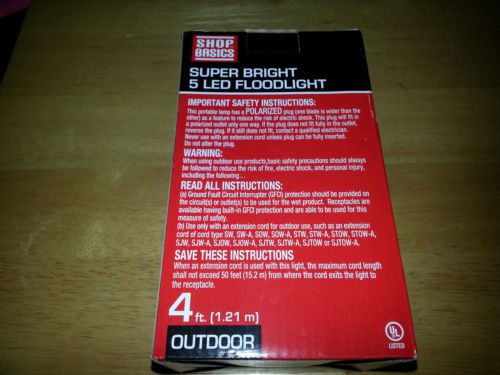 SHOP
BASICS
SUPER BRIGHT
5 LED FLOODLIGHT
IMPORTANT SAFETY INSTRUCTIONS:
This portable lamp has a POLARIZED plug (one blade is wider than the
other) as a feature to reduce the risk of electric shock. This plug will fit in
a polarized outlet only one way. If the plug does not fit fully in the outlet,
reverse the plug. If it still does not fit, contact a qualified electrician.
Never use with an extension cord unless plug can be fully inserted.
Do not alter the plug.
WARNING:
When using outdoor use products,basic safety precautions should always
be followed to reduce the risk of fire, electric shock, and personal injury,
including the following...
READ ALL INSTRUCTIONS:
(a) Ground Fault Circuit Interrupter (GFCI) protection should be provided on
the circuit(s) or outlet(s) to be used for the wet product. Receptacles are
available having built-in GFCI protection and are able to be used for this
measure of safety.
(b) Use only with an extension cord for outdoor use, such as an extension
cord of cord type SW, SW-A, SOW, SOW-A, STW, STW-A, STOW, STOW-A,
SJW, SJW-A, SJOW, SJOW-A, SJTW, SJTW-A, SJTOW or SJTOW-A.
SAVE THESE INSTRUCTIONS
When an extension cord is used with this light, the maximum cord length
shall not exceed 50 feet (15.2 m) from where the cord exits the light to
the receptacle.
4 ft. (1.21 m)
OUTDOOR
UL
LISTED